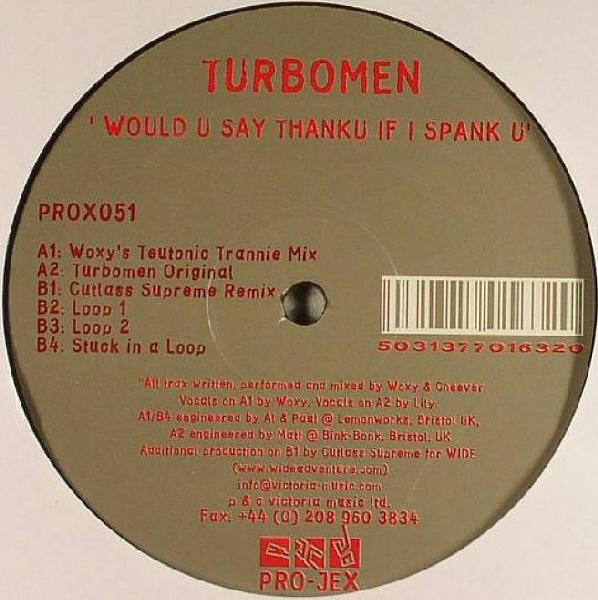 TURBOMEN
' WOULD U SAY THANKU IF I SPANK U'
PROX051
A1: Woxy's Teutonic Trannie Mix
A2: Turbomen Original
B1: Cutlass Supreme Remix
B2: Loop 1
B3: Loop 2
B4: Stuck in a Loop
5031377016320
"All trax written, performed and mixed by Woxy & Cheever
Vocals on A1 by Woxy, Vocals on A2 by Lily.
A1/B4 engineered by At & Paul @ Lemonworks, Bristol UK,
A2 engineered by Matt @ Bink-Bonk, Bristol, UK
Additional production on B1 by Cutlass Supreme for WIDE
(www.wideadventure.com)
info@victoria-music.com
p & c victoria music ltd.
Fax: +44 (0) 208 960 3834
PRO-JEX